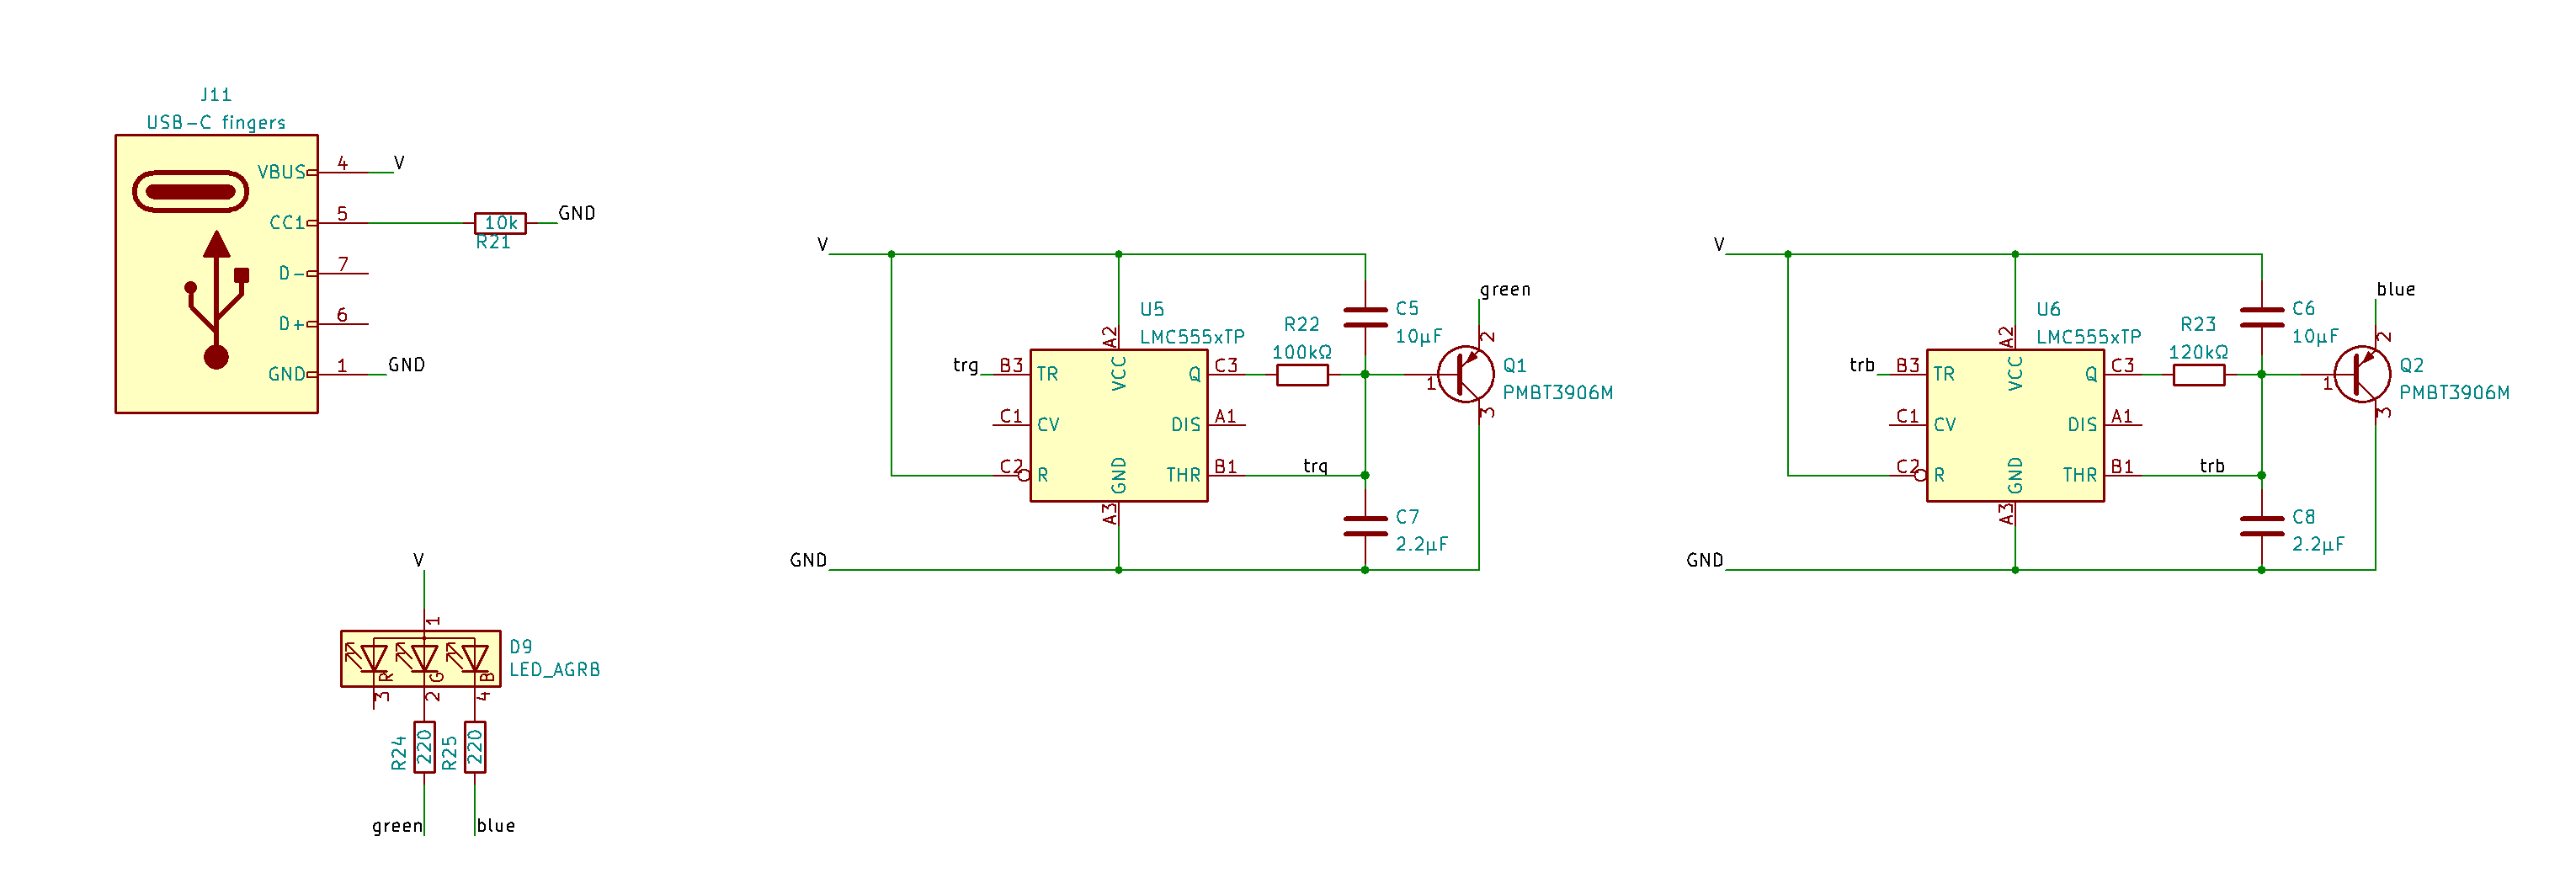 J11
USB-C fingers
VBUS
4
V
CC1
5
10k
R21
GND
D-
7
D+
6
GND
1
GND
V
1
D9
LED_AGRB
R
G
B
3
2
4
R24
220
R25
220
green
blue
V
green
U5
LMC555xTP
R22
100kΩ
C5
10µF
trg
B3
TR
A2
VCC
Q
C3
1
2
3
Q1
PMBT3906M
C1
CV
DIS
A1
C2
R
GND
A3
THR
B1
trg
C7
2.2µF
GND
V
blue
U6
LMC555xTP
R23
120kΩ
C6
10µF
trb
B3
TR
A2
VCC
Q
C3
1
2
3
Q2
PMBT3906M
C1
CV
DIS
A1
C2
R
GND
A3
THR
B1
trb
C8
2.2µF
GND